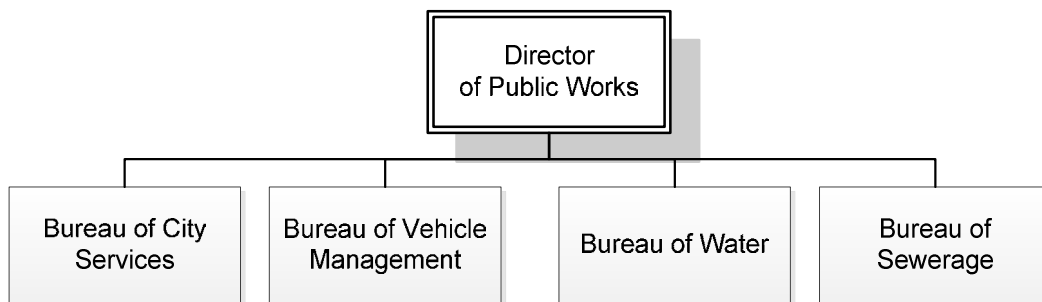 Director
of Public Works
Bureau of City
Services
Bureau of Vehicle
Management
Bureau of Water
Bureau of
Sewerage